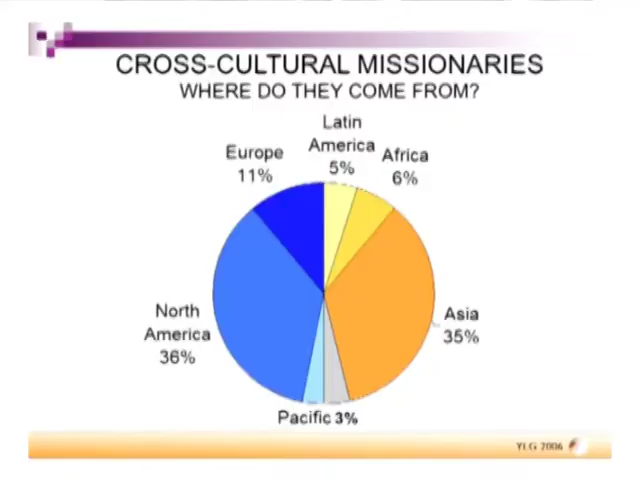 CROSS-CULTURAL MISSIONARIES
WHERE DO THEY COME FROM?
Latin
America
5%
Africa
6%
Europe
11%
North
America
36%
Asia
35%
Pacific 3%
YLG 2006